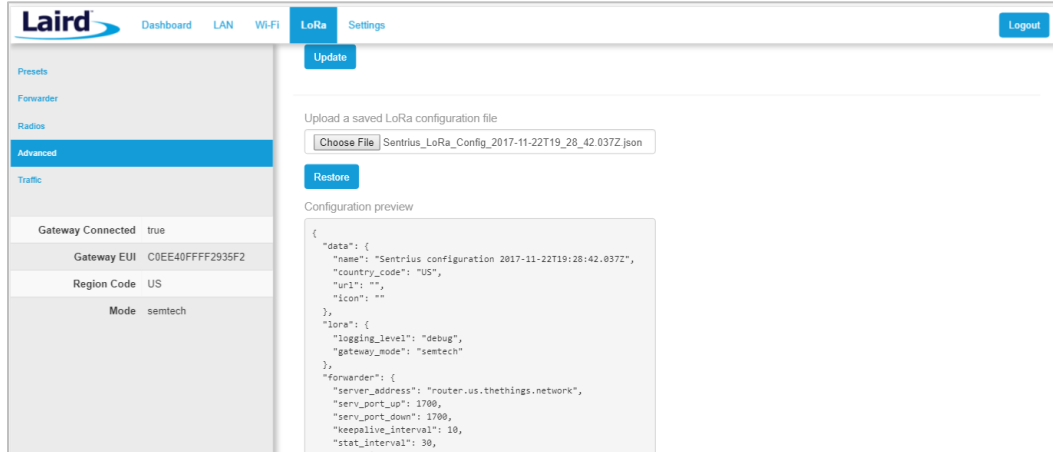 Laird
Dashboard LAN Wi-Fi LoRa Settings Logout
Presets
Forwarder
Radios
Advanced
Traffic
Gateway Connected true
Gateway EUI C0EE40FFFF2935F2
Region Code US
Mode semtech
Update
Upload a saved LoRa configuration file
Choose File Sentrius_LoRa_Config_2017-11-22T19_28_42.037Z.json
Restore
Configuration preview
{
"data": {
"name": "Sentrius configuration 2017-11-22T19:28:42.037Z",
"country_code": "US",
"url": "",
"icon": ""
},
"lora": {
"logging_level": "debug",
"gateway_mode": "semtech"
},
"forwarder": {
"server_address": "router.us.thethings.network",
"serv_port_up": 1700,
"serv_port_down": 1700,
"keepalive_interval": 10,
"stat_interval": 30,